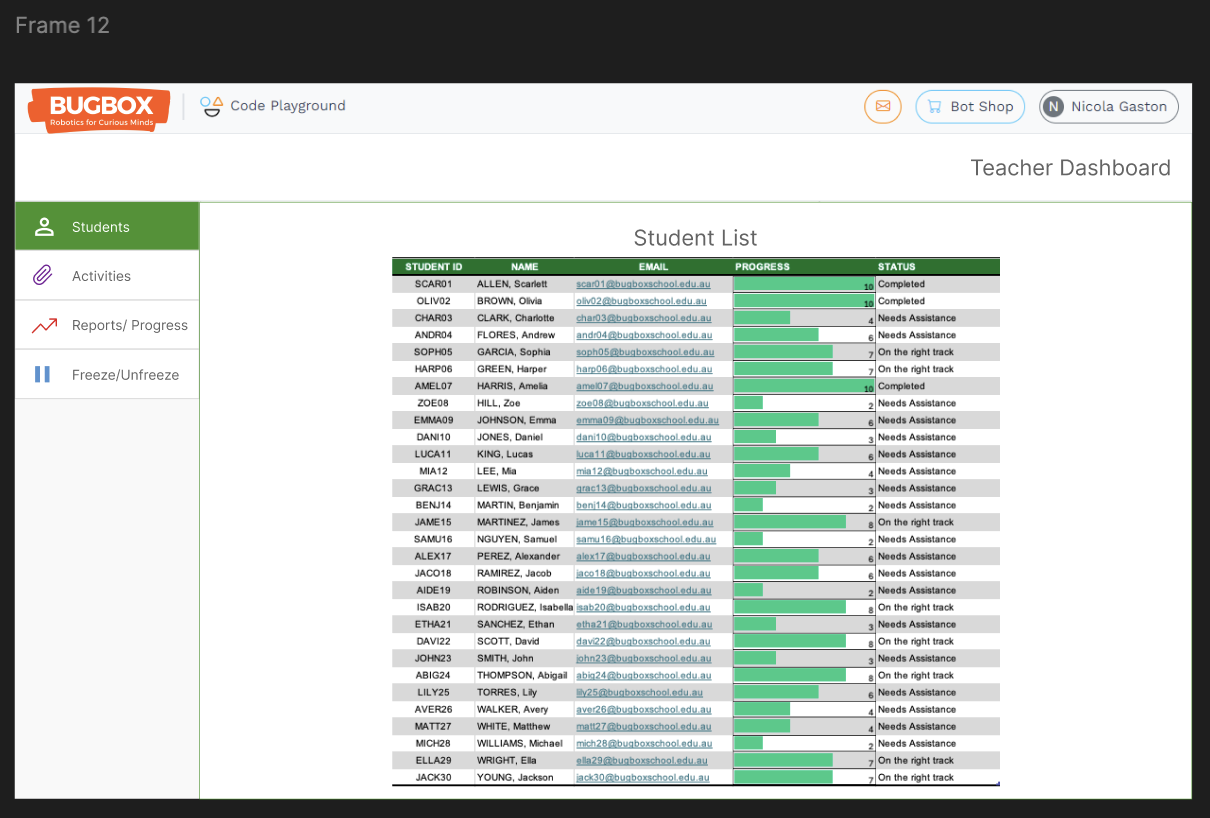 Frame 12
BUGBOX
Robotics for Curious Minds
Code Playground
Bot Shop
N Nicola Gaston
Teacher Dashboard
Students
Activities
Reports/ Progress
Freeze/Unfreeze
Student List
STUDENT ID NAME EMAIL PROGRESS STATUS
SCAR01 ALLEN, Scarlett scar01@bugboxschool.edu.au 10 Completed
OLIV02 BROWN, Olivia oliv02@bugboxschool.edu.au 10 Completed
CHAR03 CLARK, Charlotte char03@bugboxschool.edu.au 4 Needs Assistance
ANDR04 FLORES, Andrew andr04@bugboxschool.edu.au 6 Needs Assistance
SOPH05 GARCIA, Sophia soph05@bugboxschool.edu.au 7 On the right track
HARP06 GREEN, Harper harp06@bugboxschool.edu.au 7 On the right track
AMEL07 HARRIS, Amelia amel07@bugboxschool.edu.au 10 Completed
ZOE08 HILL, Zoe zoe08@bugboxschool.edu.au 2 Needs Assistance
EMMA09 JOHNSON, Emma emma09@bugboxschool.edu.au 6 Needs Assistance
DANI10 JONES, Daniel dani10@bugboxschool.edu.au 3 Needs Assistance
LUCA11 KING, Lucas luca11@bugboxschool.edu.au 6 Needs Assistance
MIA12 LEE, Mia mia12@bugboxschool.edu.au 4 Needs Assistance
GRAC13 LEWIS, Grace grac13@bugboxschool.edu.au 3 Needs Assistance
BENJ14 MARTIN, Benjamin benj14@bugboxschool.edu.au 2 Needs Assistance
JAME15 MARTINEZ, James jame15@bugboxschool.edu.au 8 On the right track
SAMU16 NGUYEN, Samuel samu16@bugboxschool.edu.au 2 Needs Assistance
ALEX17 PEREZ, Alexander alex17@bugboxschool.edu.au 6 Needs Assistance
JACO18 RAMIREZ, Jacob jaco18@bugboxschool.edu.au 6 Needs Assistance
AIDE19 ROBINSON, Aiden aide19@bugboxschool.edu.au 2 Needs Assistance
ISAB20 RODRIGUEZ, Isabella isab20@bugboxschool.edu.au 8 On the right track
ETHA21 SANCHEZ, Ethan etha21@bugboxschool.edu.au 3 Needs Assistance
DAVI22 SCOTT, David davi22@bugboxschool.edu.au 8 On the right track
JOHN23 SMITH, John john23@bugboxschool.edu.au 3 Needs Assistance
ABIG24 THOMPSON, Abigail abig24@bugboxschool.edu.au 8 On the right track
LILY25 TORRES, Lily lily25@bugboxschool.edu.au 6 Needs Assistance
AVER26 WALKER, Avery aver26@bugboxschool.edu.au 4 Needs Assistance
MATT27 WHITE, Matthew matt27@bugboxschool.edu.au 4 Needs Assistance
MICH28 WILLIAMS, Michael mich28@bugboxschool.edu.au 2 Needs Assistance
ELLA29 WRIGHT, Ella ella29@bugboxschool.edu.au 7 On the right track
JACK30 YOUNG, Jackson jack30@bugboxschool.edu.au 7 On the right track